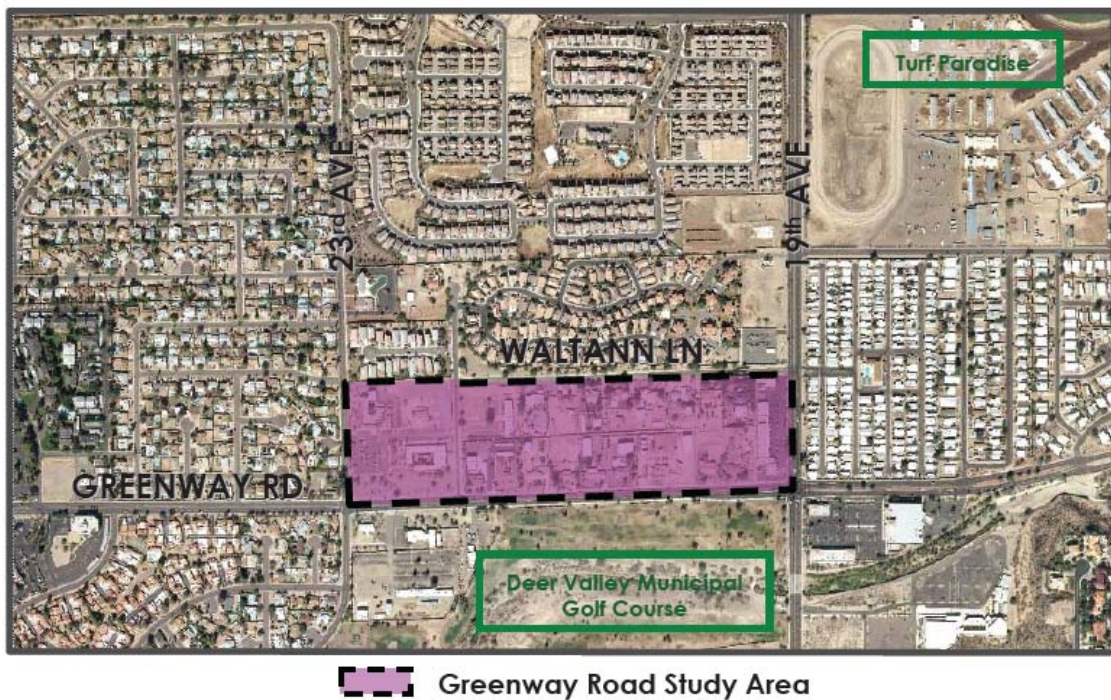 Turf Paradise
23rd AVE
19th AVE
WALTANN LN
GREENWAY RD
Deer Valley Municipal
Golf Course
Greenway Road Study Area